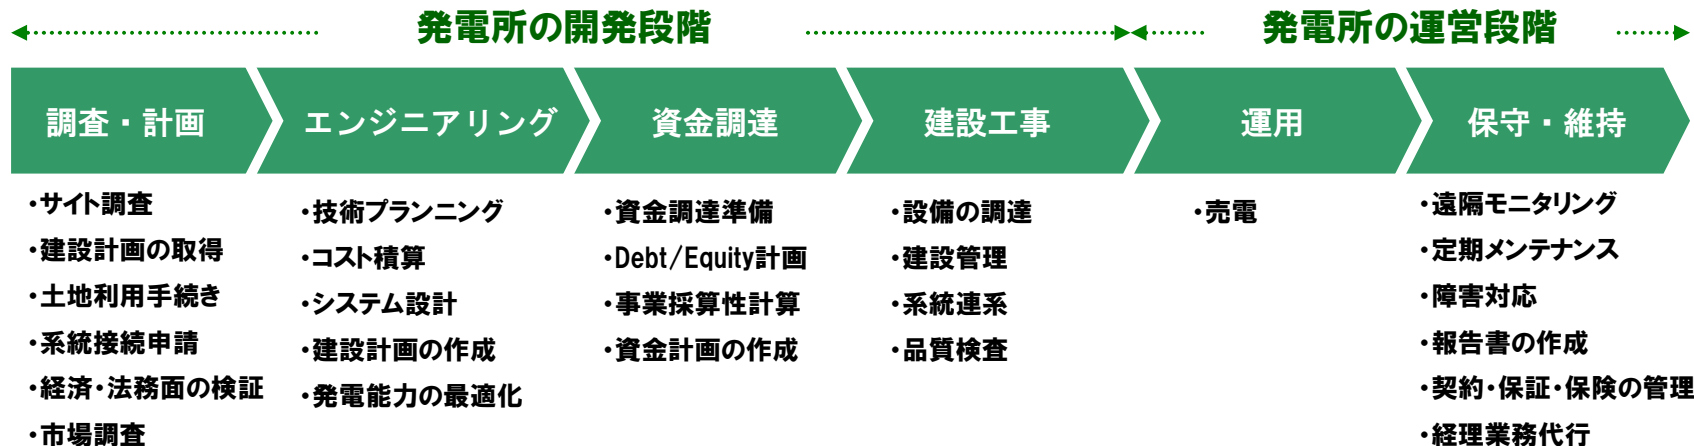 発電所の開発段階
発電所の運営段階
調査・計画
エンジニアリング
資金調達
建設工事
運用
保守・維持
・サイト調査
・建設計画の取得
・土地利用手続き
・系統接続申請
・経済・法務面の検証
・市場調査
・技術プランニング
・コスト積算
・システム設計
・建設計画の作成
・発電能力の最適化
・資金調達準備
・Debt/Equity計画
・事業採算性計算
・資金計画の作成
・設備の調達
・建設管理
・系統連系
・品質検査
・売電
・遠隔モニタリング
・定期メンテナンス
・障害対応
・報告書の作成
・契約・保証・保険の管理
・経理業務代行